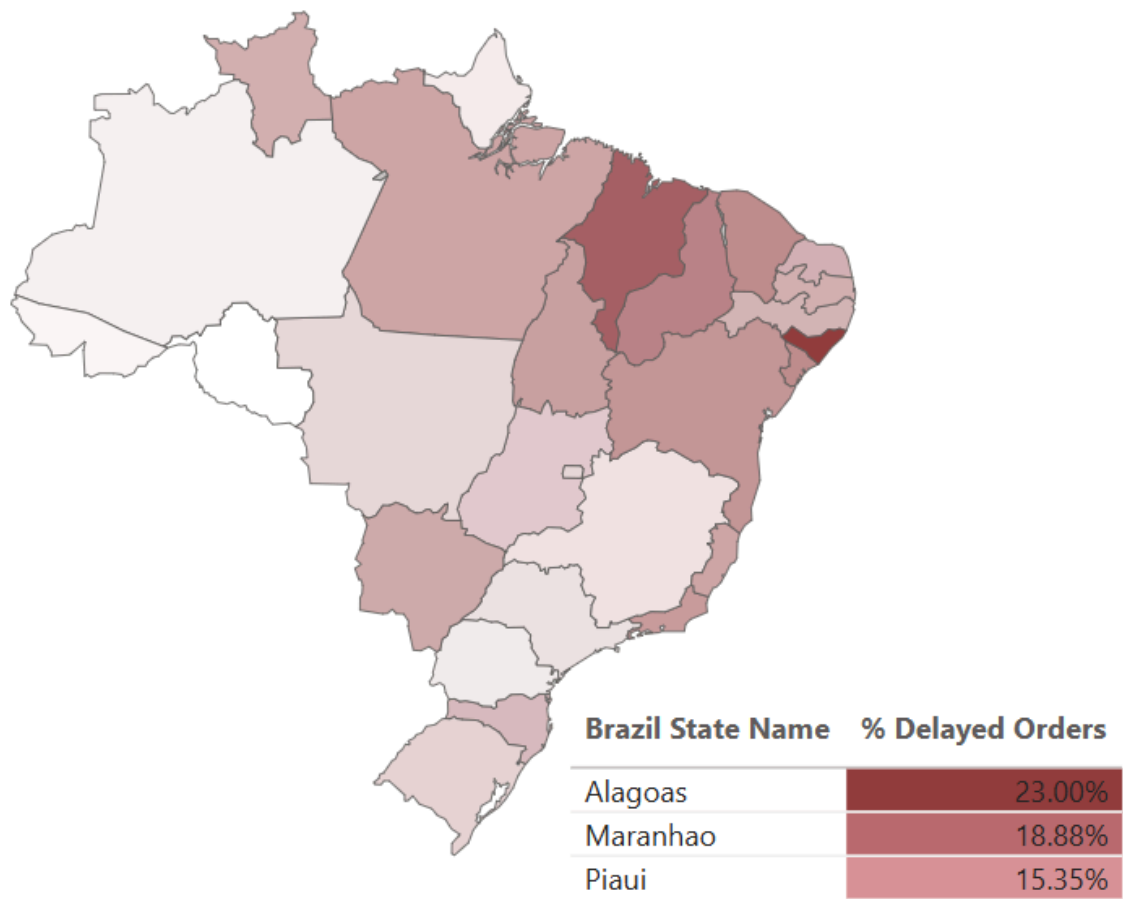 Brazil State Name % Delayed Orders
Alagoas 23.00%
Maranhao 18.88%
Piaui 15.35%